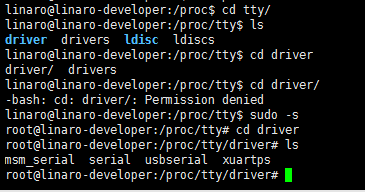 linaro@linaro-developer:/proc$ cd tty/
linaro@linaro-developer:/proc/tty$ ls
driver  drivers  ldisc  ldiscs
linaro@linaro-developer:/proc/tty$ cd driver
driver/  drivers
linaro@linaro-developer:/proc/tty$ cd driver/
-bash: cd: driver/: Permission denied
linaro@linaro-developer:/proc/tty$ sudo -s
root@linaro-developer:/proc/tty# cd driver
root@linaro-developer:/proc/tty/driver# ls
msm_serial  serial  usbserial  xuartps
root@linaro-developer:/proc/tty/driver#